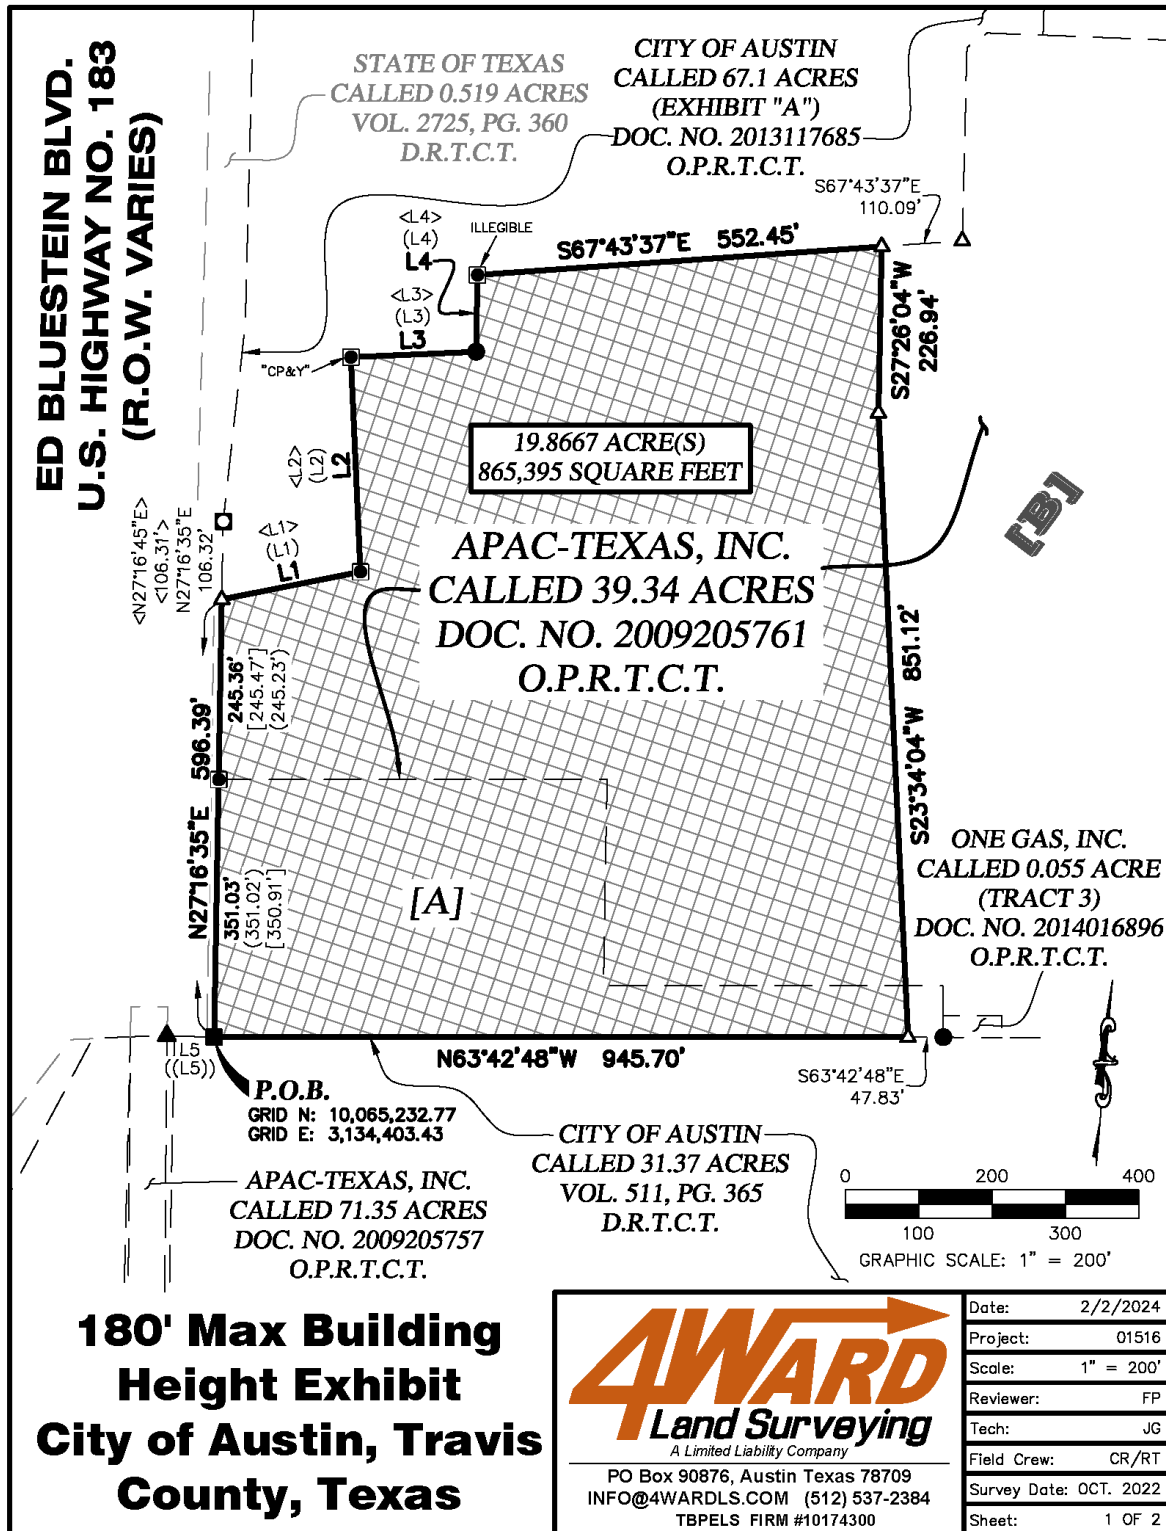 ED BLUESTEIN BLVD.
U.S. HIGHWAY NO. 183
(R.O.W. VARIES)
STATE OF TEXAS
CALLED 0.519 ACRES
VOL. 2725, PG. 360
D.R.T.C.T.
CITY OF AUSTIN
CALLED 67.1 ACRES
(EXHIBIT "A")
DOC. NO. 2013117685
O.P.R.T.C.T.
S67°43'37"E
110.09'
<L4>
(L4)
L4
ILLEGIBLE
S67°43'37"E 552.45'
<L3>
(L3)
L3
"CP&Y"
S27°26'04"W
226.94'
<L2>
(L2)
L2
19.8667 ACRE(S)
865,395 SQUARE FEET
[B]
<N27°16'45"E>
<106.31'>
N27°16'35"E
106.32'
<L1>
(L1)
L1
APAC-TEXAS, INC.
CALLED 39.34 ACRES
DOC. NO. 2009205761
O.P.R.T.C.T.
N27°16'35"E 596.39'
245.36'
[245.47']
(245.23')
S23°34'04"W 851.12'
351.03'
(351.02')
[350.91']
[A]
ONE GAS, INC.
CALLED 0.055 ACRE
(TRACT 3)
DOC. NO. 2014016896
O.P.R.T.C.T.
L5
((L5))
N63°42'48"W 945.70'
S63°42'48"E
47.83'
P.O.B.
GRID N: 10,065,232.77
GRID E: 3,134,403.43
CITY OF AUSTIN
CALLED 31.37 ACRES
VOL. 511, PG. 365
D.R.T.C.T.
APAC-TEXAS, INC.
CALLED 71.35 ACRES
DOC. NO. 2009205757
O.P.R.T.C.T.
0 200 400
100 300
GRAPHIC SCALE: 1" = 200'
180' Max Building
Height Exhibit
City of Austin, Travis
County, Texas
4WARD
Land Surveying
A Limited Liability Company
PO Box 90876, Austin Texas 78709
INFO@4WARDLS.COM (512) 537-2384
TBPELS FIRM #10174300
Date: 2/2/2024
Project: 01516
Scale: 1" = 200'
Reviewer: FP
Tech: JG
Field Crew: CR/RT
Survey Date: OCT. 2022
Sheet: 1 OF 2